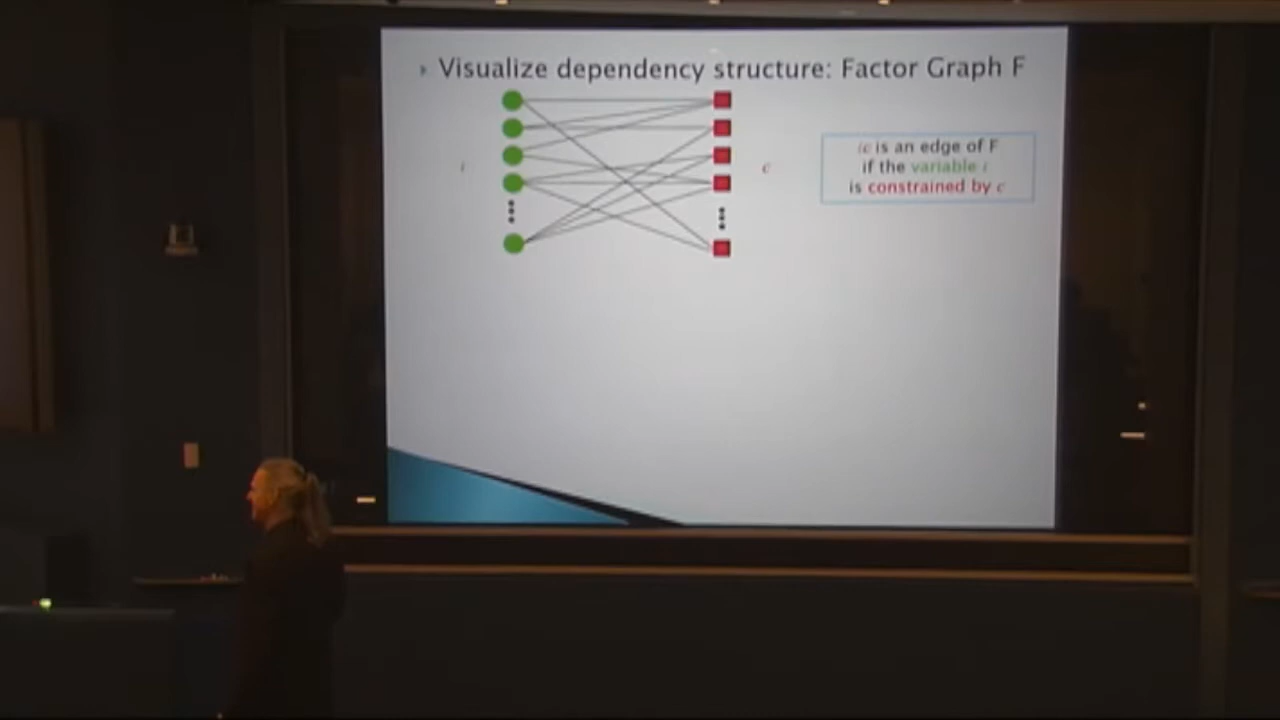 Visualize dependency structure: Factor Graph F
ic is an edge of F
i
c
if the variable i
is constrained by c